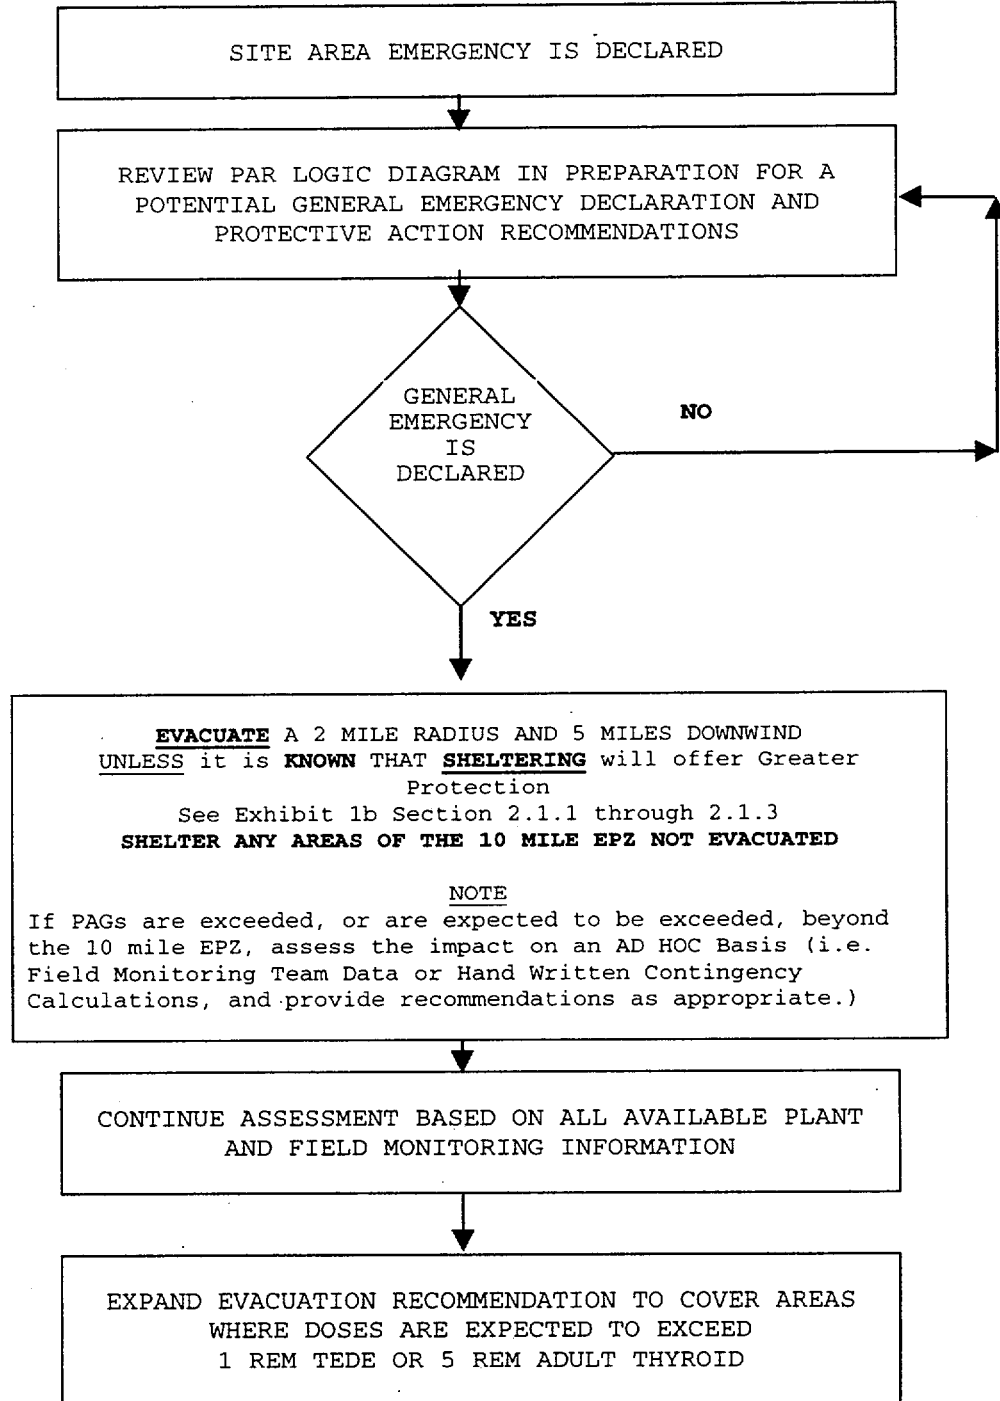 SITE AREA EMERGENCY IS DECLARED
REVIEW PAR LOGIC DIAGRAM IN PREPARATION FOR A
POTENTIAL GENERAL EMERGENCY DECLARATION AND
PROTECTIVE ACTION RECOMMENDATIONS
GENERAL
EMERGENCY
IS
DECLARED
NO
YES
EVACUATE A 2 MILE RADIUS AND 5 MILES DOWNWIND
UNLESS it is KNOWN THAT SHELTERING will offer Greater
Protection
See Exhibit 1b Section 2.1.1 through 2.1.3
SHELTER ANY AREAS OF THE 10 MILE EPZ NOT EVACUATED
NOTE
If PAGs are exceeded, or are expected to be exceeded, beyond
the 10 mile EPZ, assess the impact on an AD HOC Basis (i.e.
Field Monitoring Team Data or Hand Written Contingency
Calculations, and provide recommendations as appropriate.)
CONTINUE ASSESSMENT BASED ON ALL AVAILABLE PLANT
AND FIELD MONITORING INFORMATION
EXPAND EVACUATION RECOMMENDATION TO COVER AREAS
WHERE DOSES ARE EXPECTED TO EXCEED
1 REM TEDE OR 5 REM ADULT THYROID